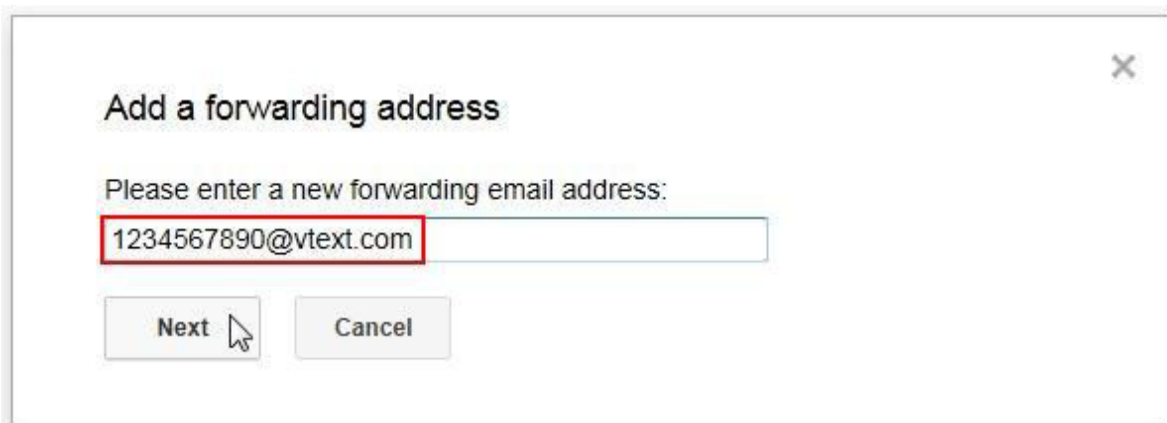 Add a forwarding address
Please enter a new forwarding email address:
1234567890@vtext.com
Next Cancel